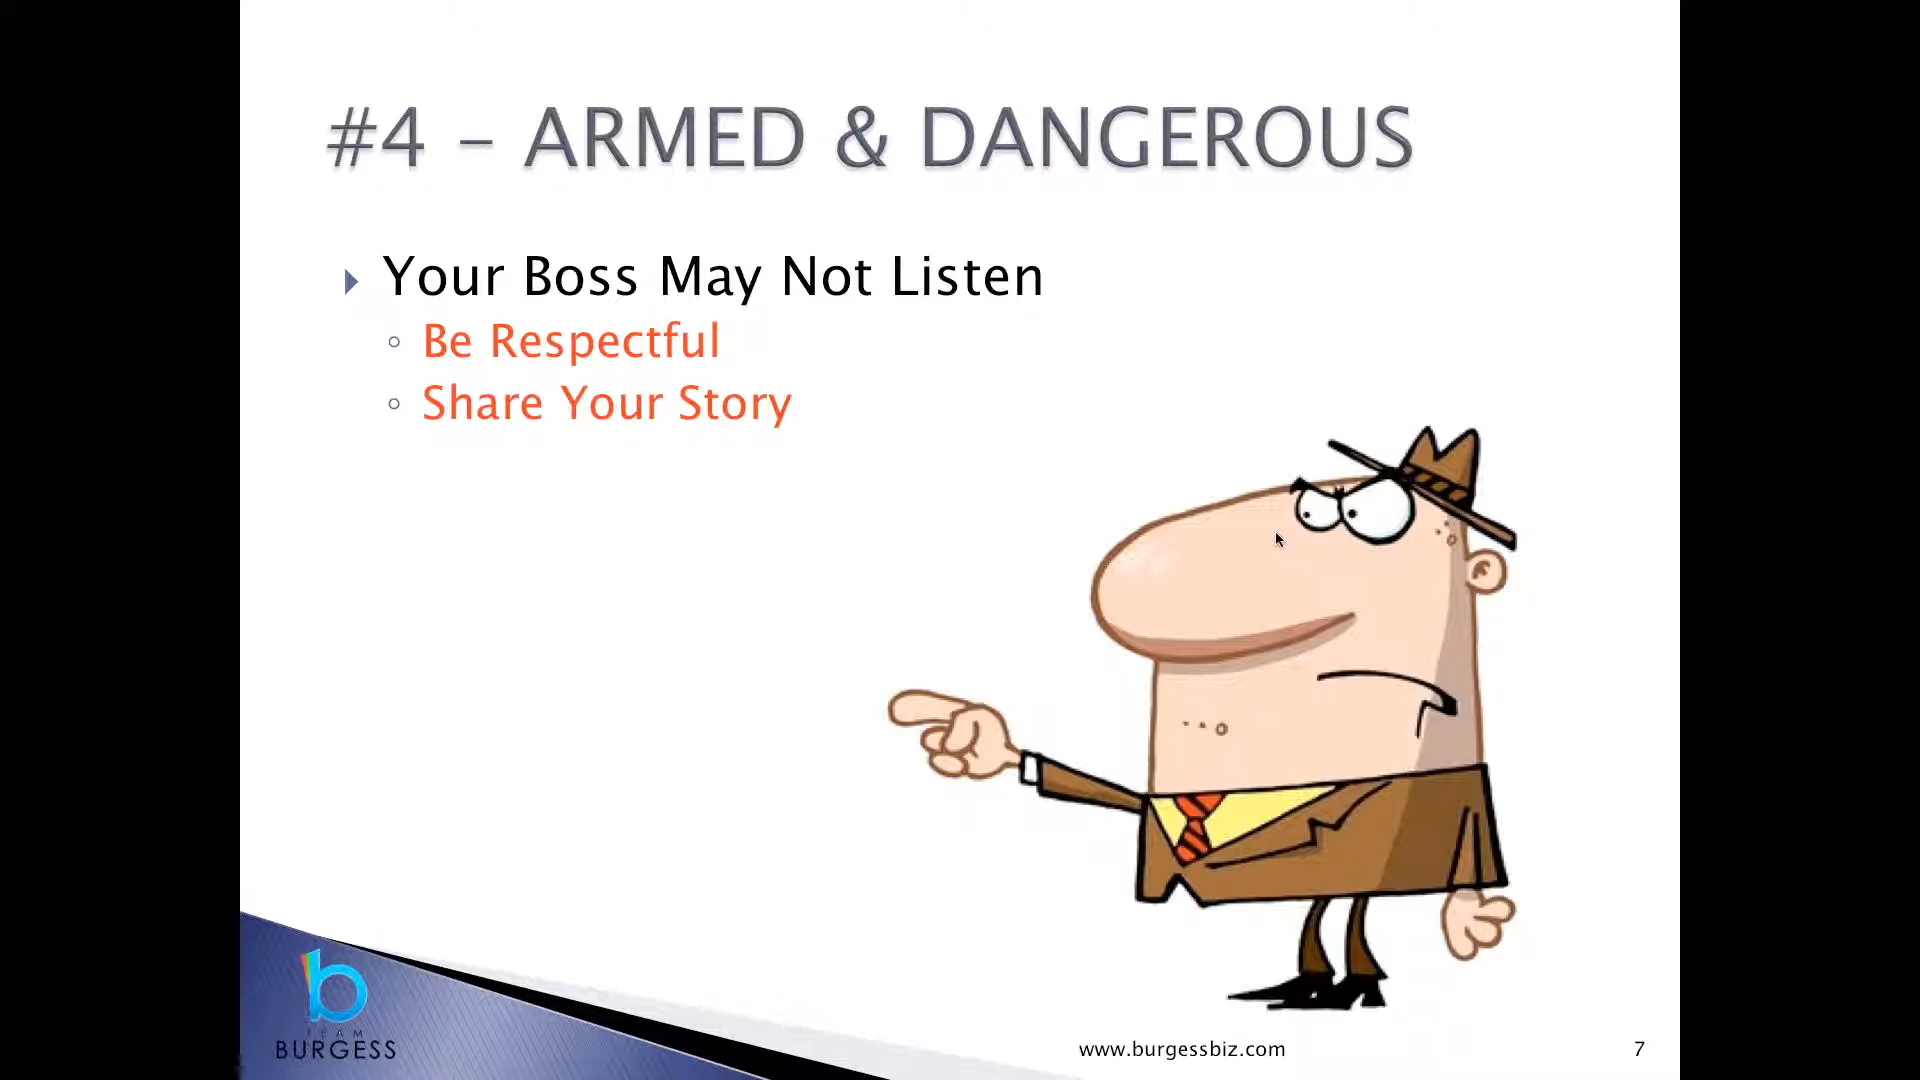 #4 – ARMED & DANGEROUS
Your Boss May Not Listen
Be Respectful
Share Your Story
TEAM
BURGESS
www.burgessbiz.com
7